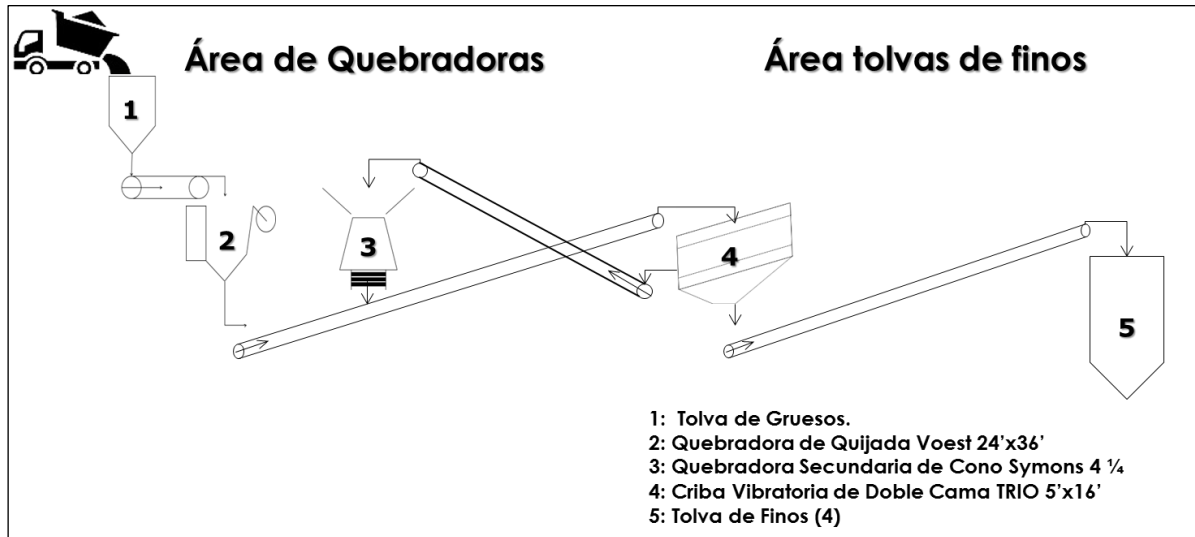 Área de Quebradoras
Área tolvas de finos
1
2
3
4
5
1: Tolva de Gruesos.
2: Quebradora de Quijada Voest 24'x36'
3: Quebradora Secundaria de Cono Symons 4 ¼
4: Criba Vibratoria de Doble Cama TRIO 5'x16'
5: Tolva de Finos (4)